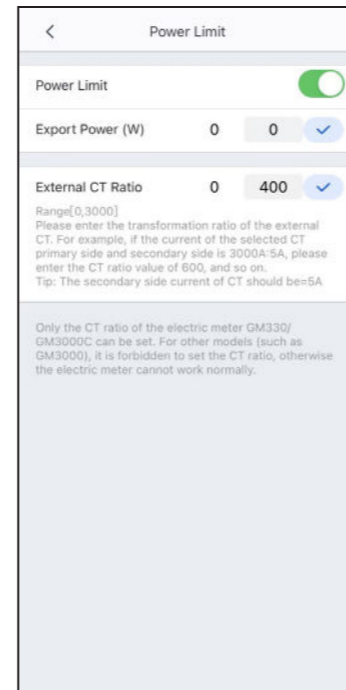 Power Limit
Power Limit
Export Power (W) 0 0
External CT Ratio 0 400
Range[0,3000]
Please enter the transformation ratio of the external
CT. For example, if the current of the selected CT
primary side and secondary side is 3000A:5A, please
enter the CT ratio value of 600, and so on.
Tip: The secondary side current of CT should be=5A
Only the CT ratio of the electric meter GM330/
GM3000C can be set. For other models (such as
GM3000), it is forbidden to set the CT ratio, otherwise
the electric meter cannot work normally.